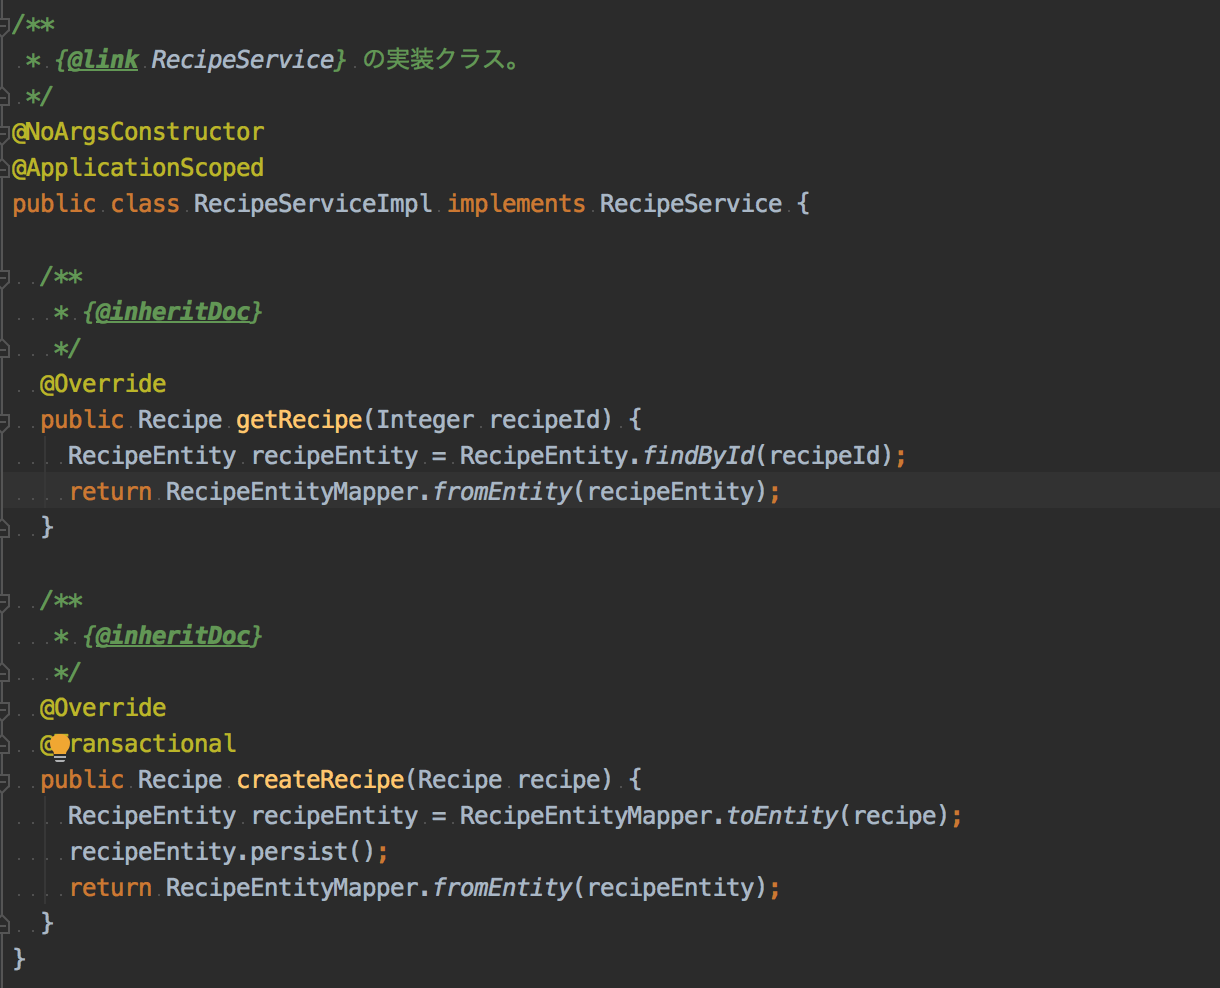 /**
 * {@link RecipeService} の実装クラス。
 */
@NoArgsConstructor
@ApplicationScoped
public class RecipeServiceImpl implements RecipeService {
  /**
   * {@inheritDoc}
   */
  @Override
  public Recipe getRecipe(Integer recipeId) {
    RecipeEntity recipeEntity = RecipeEntity.findById(recipeId);
    return RecipeEntityMapper.fromEntity(recipeEntity);
  }
  /**
   * {@inheritDoc}
   */
  @Override
  @Transactional
  public Recipe createRecipe(Recipe recipe) {
    RecipeEntity recipeEntity = RecipeEntityMapper.toEntity(recipe);
    recipeEntity.persist();
    return RecipeEntityMapper.fromEntity(recipeEntity);
  }
}